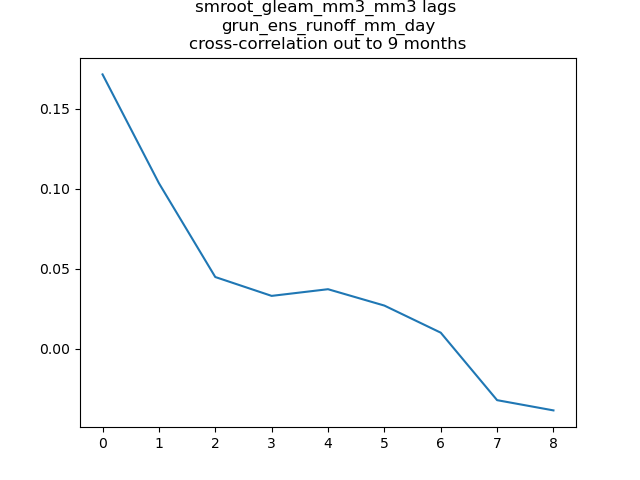 smroot_gleam_mm3_mm3 lags
grun_ens_runoff_mm_day
cross-correlation out to 9 months
0.15
0.10
0.05
0.00
0 1 2 3 4 5 6 7 8